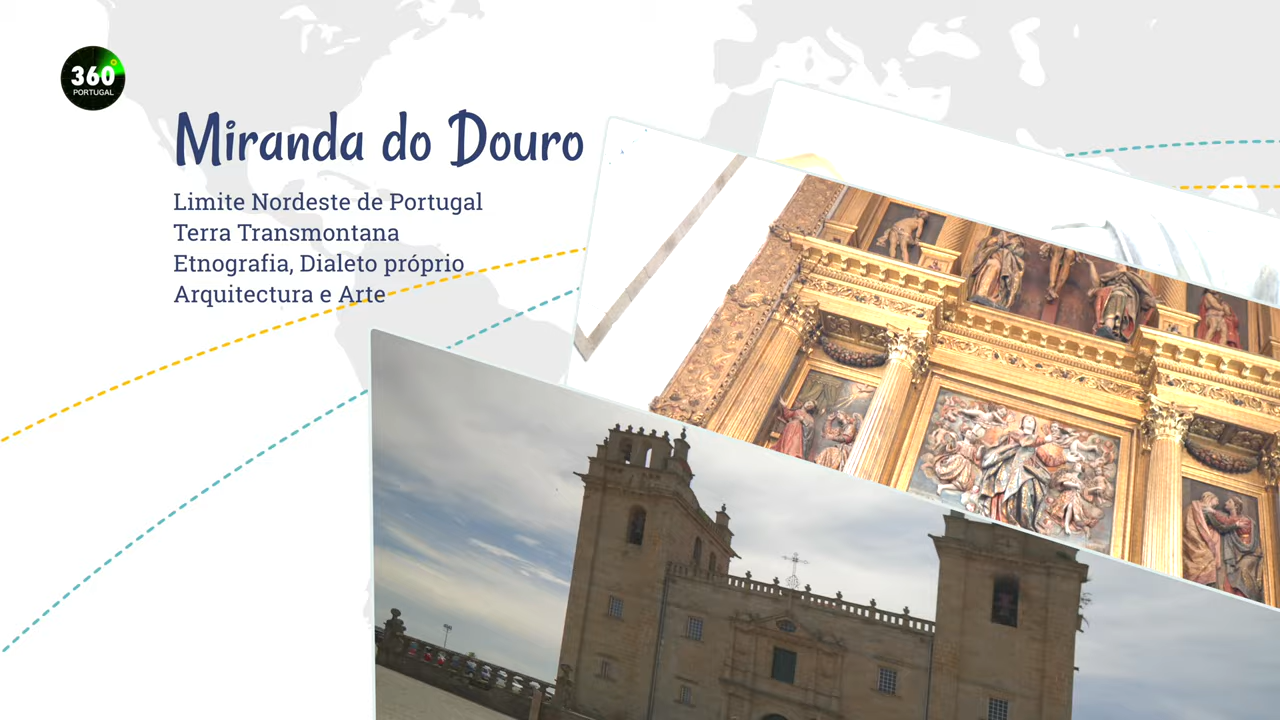 360
PORTUGAL
Miranda do Douro
Limite Nordeste de Portugal
Terra Transmontana
Etnografia, Dialeto próprio
Arquitectura e Arte